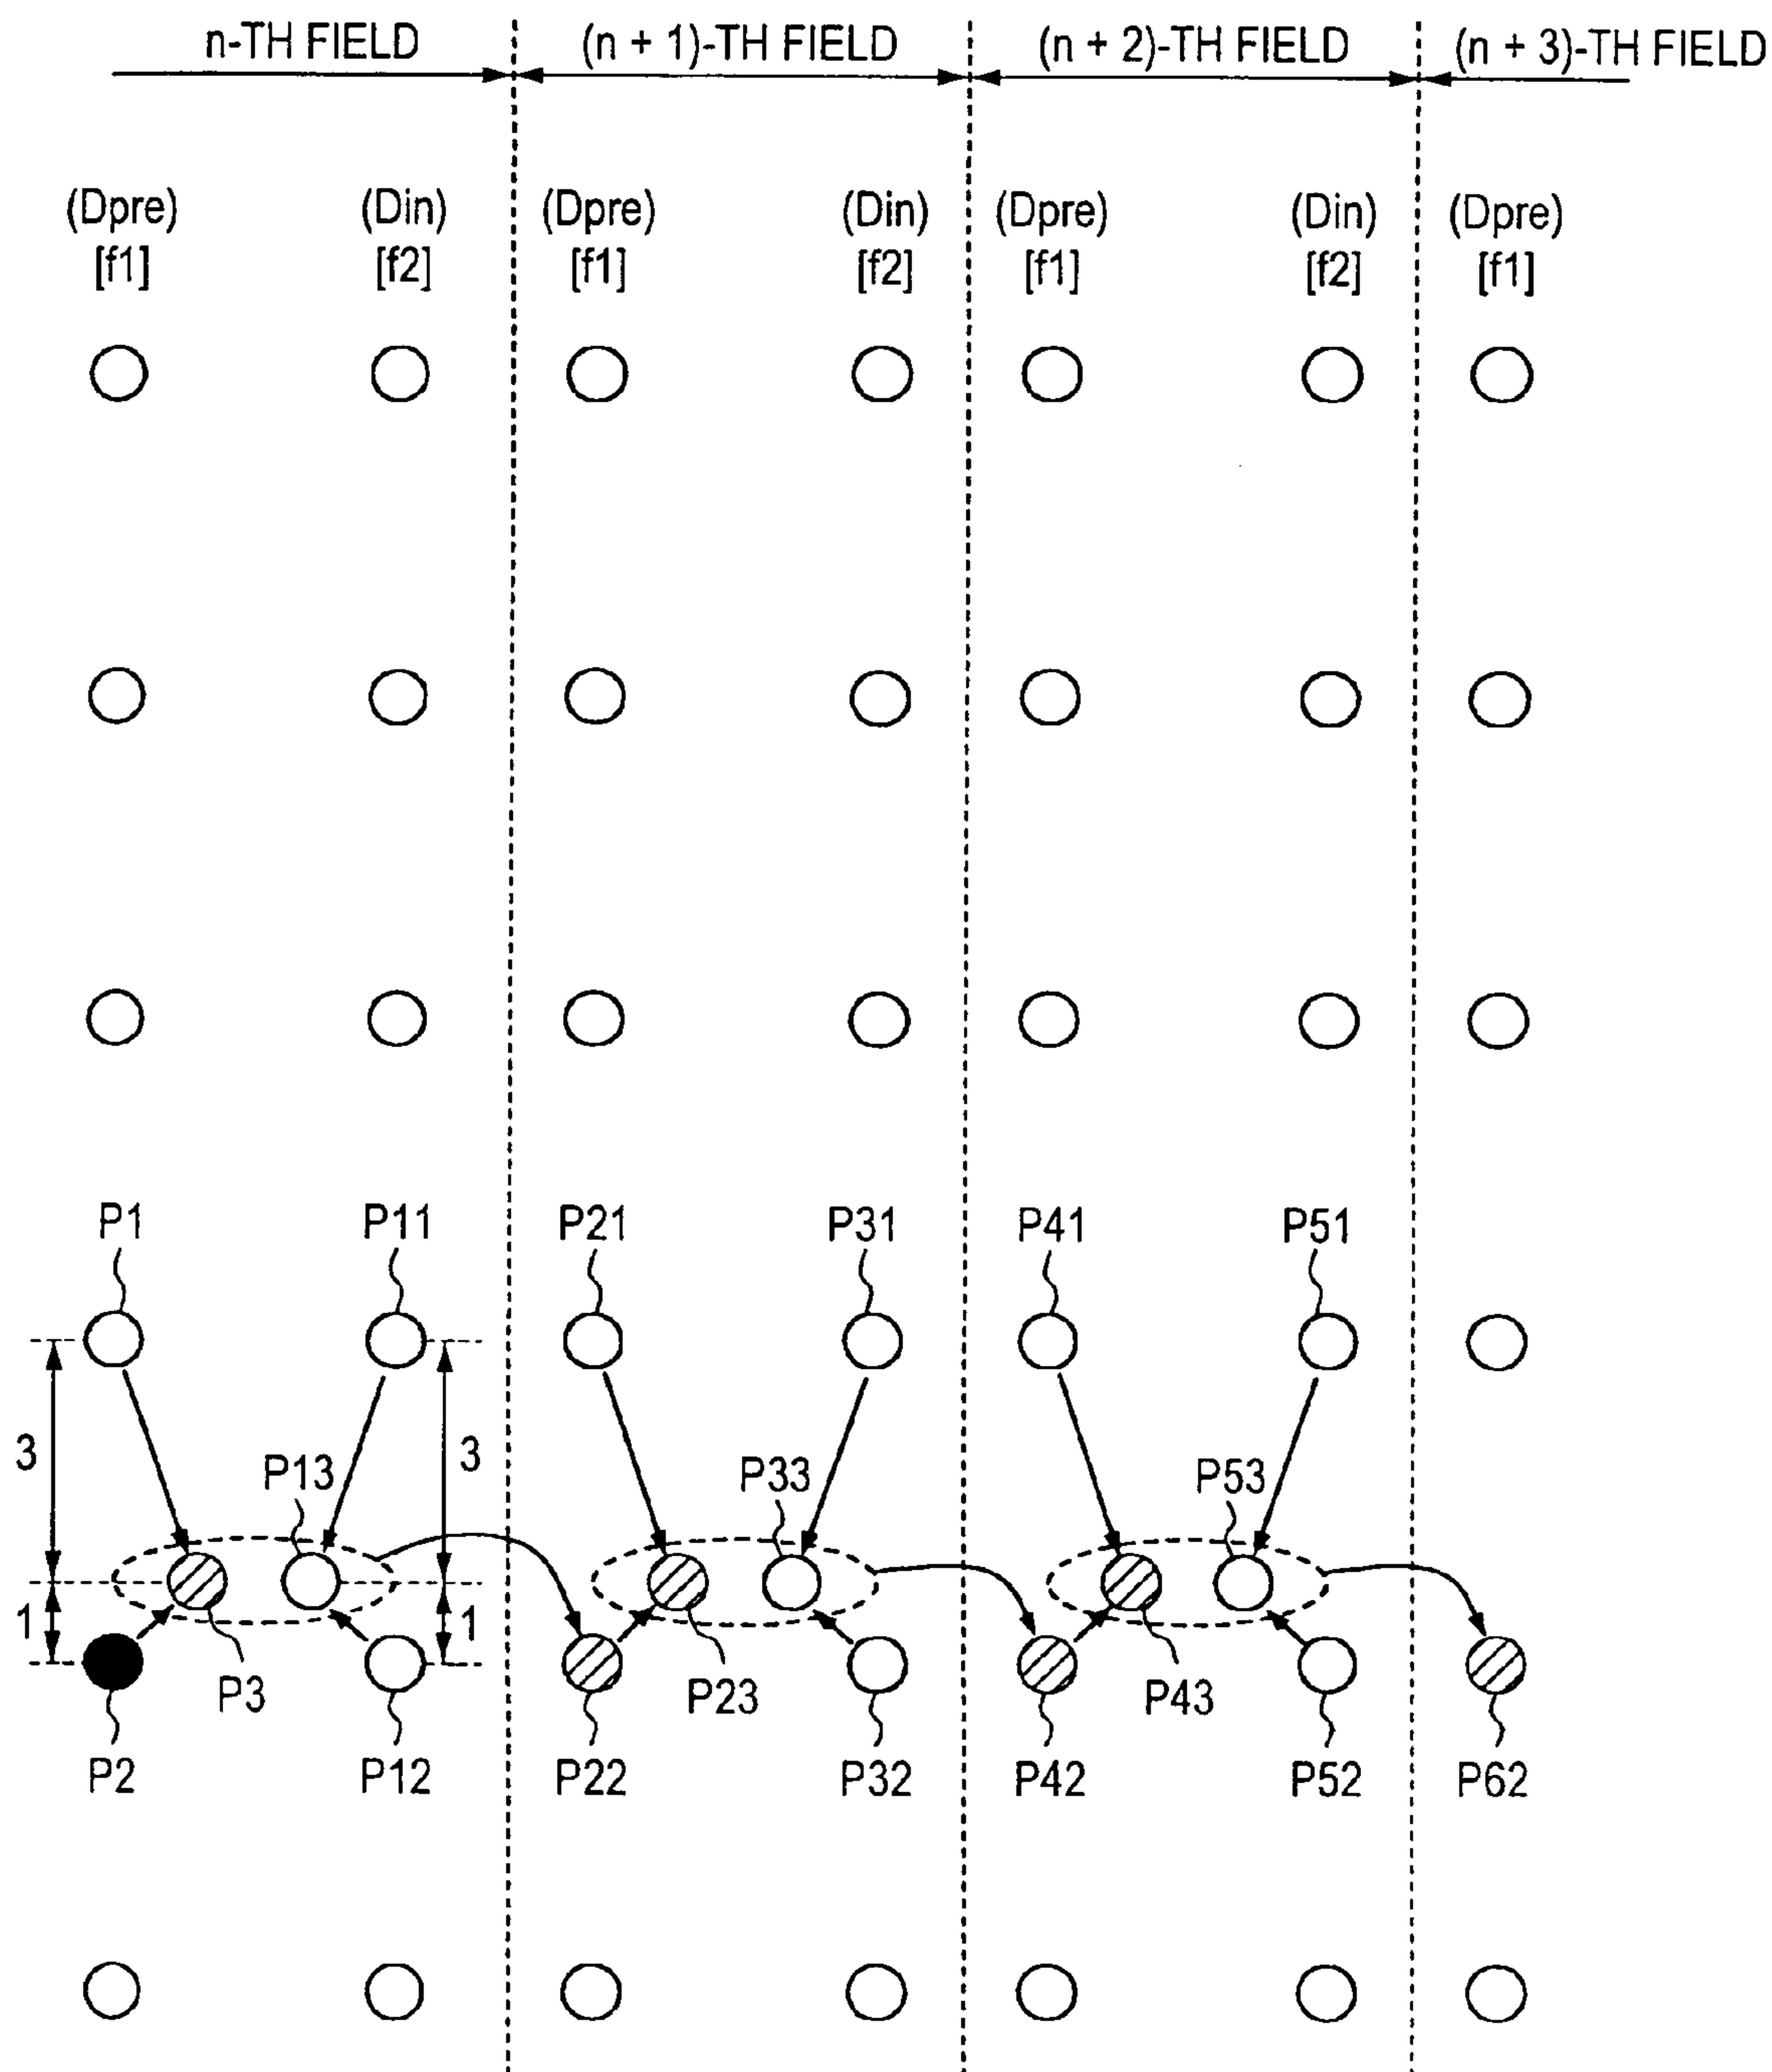 n-TH FIELD (n + 1)-TH FIELD (n + 2)-TH FIELD (n + 3)-TH FIELD
(Dpre) (Din) (Dpre) (Din) (Dpre) (Din) (Dpre)
[f1] [f2] [f1] [f2] [f1] [f2] [f1]
P1 P11 P21 P31 P41 P51
3 P13 3 P33 P53
1 1
P3 P23 P43
P2 P12 P22 P32 P42 P52 P62